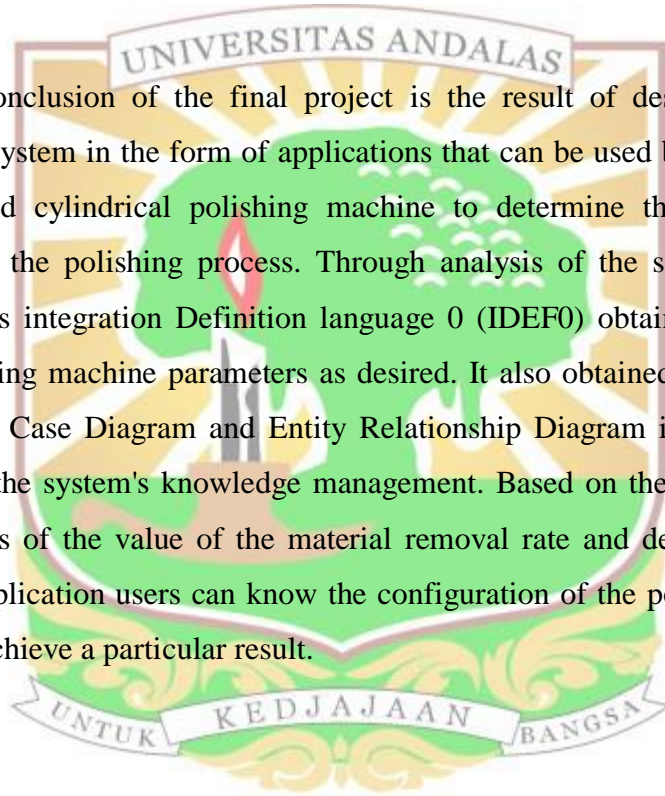 UNIVERSITAS ANDALAS
onclusion of the final project is the result of des
ystem in the form of applications that can be used b
d cylindrical polishing machine to determine th
the polishing process. Through analysis of the s
s integration Definition language 0 (IDEF0) obtai
ing machine parameters as desired. It also obtained
Case Diagram and Entity Relationship Diagram i
the system's knowledge management. Based on the
s of the value of the material removal rate and de
plication users can know the configuration of the po
chieve a particular result.
UNTUK KEDJAJAAN BANGSA